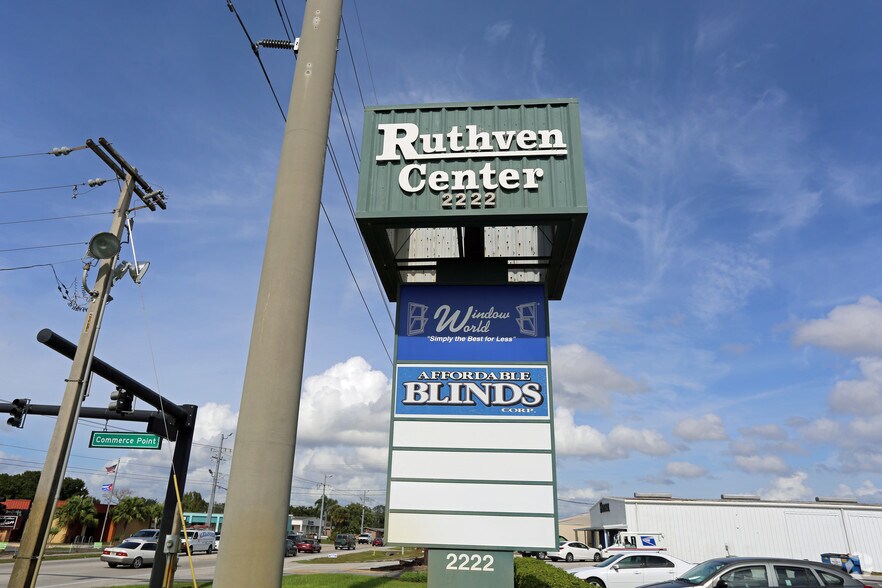 Ruthven
Center
2222
Window
World
"Simply the Best for Less"
AFFORDABLE
BLINDS
CORP.
Commerce Point
2222